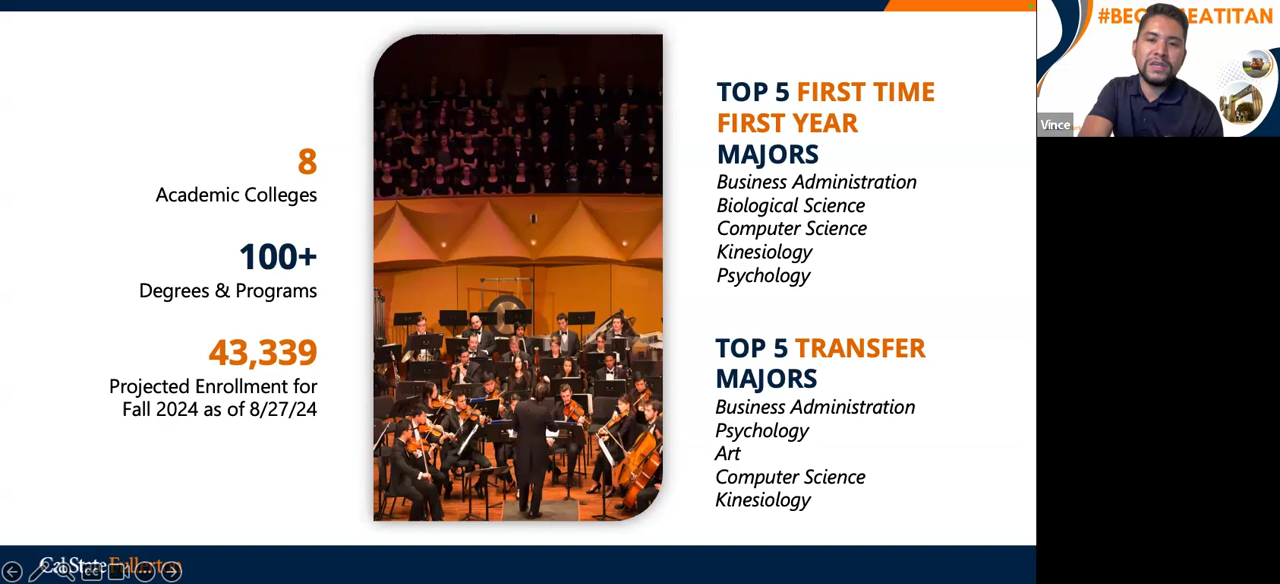 8
Academic Colleges
100+
Degrees & Programs
43,339
Projected Enrollment for
Fall 2024 as of 8/27/24
TOP 5 FIRST TIME
FIRST YEAR
MAJORS
Business Administration
Biological Science
Computer Science
Kinesiology
Psychology
TOP 5 TRANSFER
MAJORS
Business Administration
Psychology
Art
Computer Science
Kinesiology
Vince